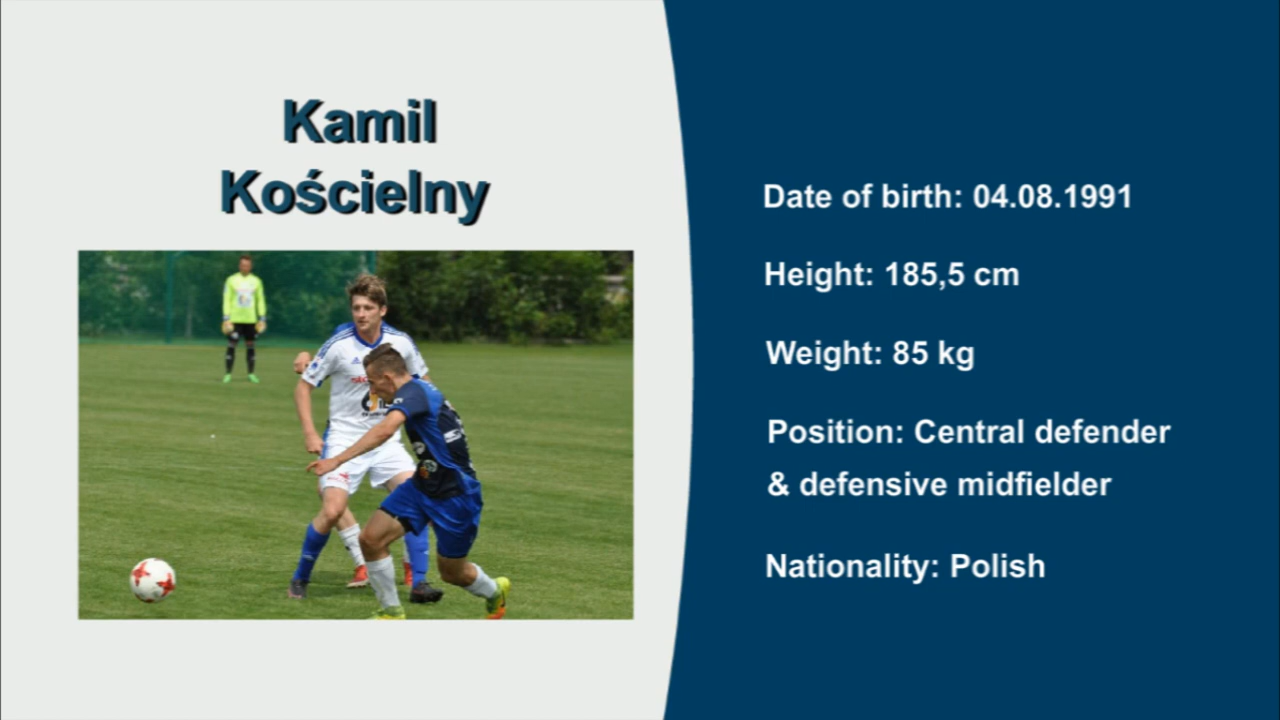 Kamil
Kościelny
Date of birth: 04.08.1991
Height: 185,5 cm
Weight: 85 kg
Position: Central defender
& defensive midfielder
Nationality: Polish